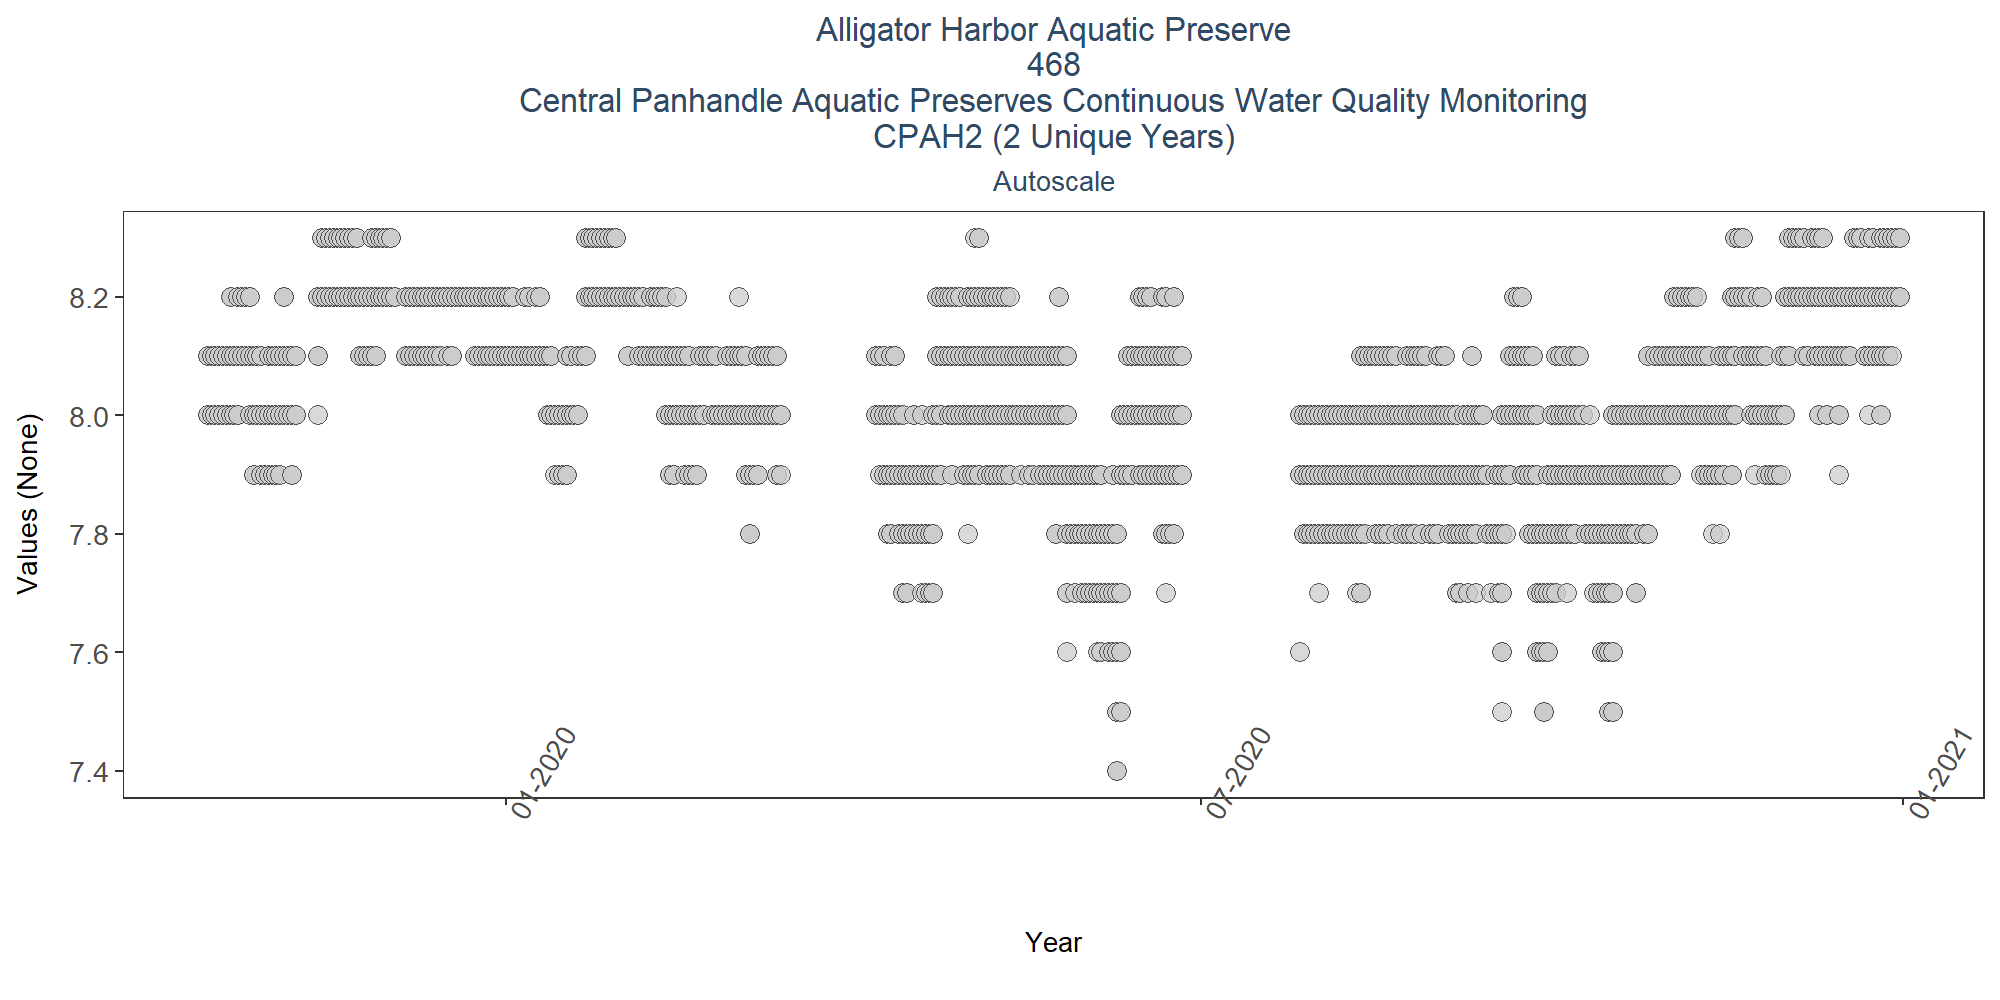 Alligator Harbor Aquatic Preserve
468
Central Panhandle Aquatic Preserves Continuous Water Quality Monitoring
CPAH2 (2 Unique Years)
Autoscale
Values (None)
8.2
8.0
7.8
7.6
7.4
01-2020
07-2020
01-2021
Year